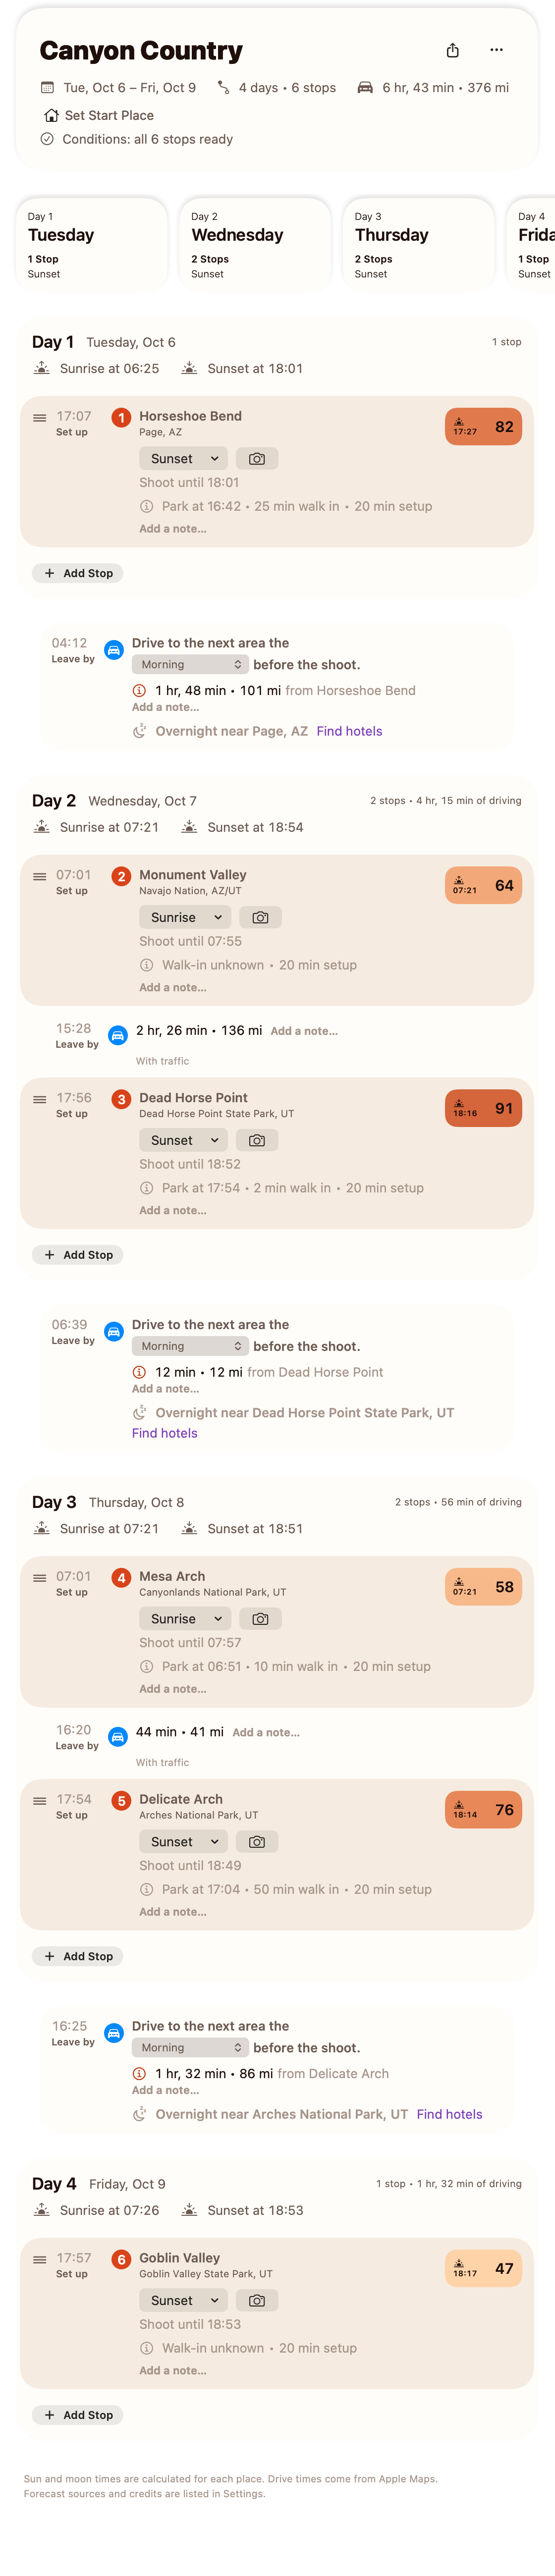 Canyon Country
Tue, Oct 6 – Fri, Oct 9
4 days • 6 stops
6 hr, 43 min • 376 mi
Set Start Place
Conditions: all 6 stops ready
Day 1
Tuesday
1 Stop
Sunset
Day 2
Wednesday
2 Stops
Sunset
Day 3
Thursday
2 Stops
Sunset
Day 4
Frida
1 Stop
Sunset
Day 1 Tuesday, Oct 6
1 stop
Sunrise at 06:25
Sunset at 18:01
17:07
Set up
1
Horseshoe Bend
Page, AZ
17:27
82
Sunset
Shoot until 18:01
Park at 16:42 • 25 min walk in • 20 min setup
Add a note...
+ Add Stop
04:12
Leave by
Drive to the next area the
Morning
before the shoot.
1 hr, 48 min • 101 mi from Horseshoe Bend
Add a note...
Overnight near Page, AZ Find hotels
Day 2 Wednesday, Oct 7
2 stops • 4 hr, 15 min of driving
Sunrise at 07:21
Sunset at 18:54
07:01
Set up
2
Monument Valley
Navajo Nation, AZ/UT
07:21
64
Sunrise
Shoot until 07:55
Walk-in unknown • 20 min setup
Add a note...
15:28
Leave by
2 hr, 26 min • 136 mi Add a note...
With traffic
17:56
Set up
3
Dead Horse Point
Dead Horse Point State Park, UT
18:16
91
Sunset
Shoot until 18:52
Park at 17:54 • 2 min walk in • 20 min setup
Add a note...
+ Add Stop
06:39
Leave by
Drive to the next area the
Morning
before the shoot.
12 min • 12 mi from Dead Horse Point
Add a note...
Overnight near Dead Horse Point State Park, UT
Find hotels
Day 3 Thursday, Oct 8
2 stops • 56 min of driving
Sunrise at 07:21
Sunset at 18:51
07:01
Set up
4
Mesa Arch
Canyonlands National Park, UT
07:21
58
Sunrise
Shoot until 07:57
Park at 06:51 • 10 min walk in • 20 min setup
Add a note...
16:20
Leave by
44 min • 41 mi Add a note...
With traffic
17:54
Set up
5
Delicate Arch
Arches National Park, UT
18:14
76
Sunset
Shoot until 18:49
Park at 17:04 • 50 min walk in • 20 min setup
Add a note...
+ Add Stop
16:25
Leave by
Drive to the next area the
Morning
before the shoot.
1 hr, 32 min • 86 mi from Delicate Arch
Add a note...
Overnight near Arches National Park, UT Find hotels
Day 4 Friday, Oct 9
1 stop • 1 hr, 32 min of driving
Sunrise at 07:26
Sunset at 18:53
17:57
Set up
6
Goblin Valley
Goblin Valley State Park, UT
18:17
47
Sunset
Shoot until 18:53
Walk-in unknown • 20 min setup
Add a note...
+ Add Stop
Sun and moon times are calculated for each place. Drive times come from Apple Maps.
Forecast sources and credits are listed in Settings.